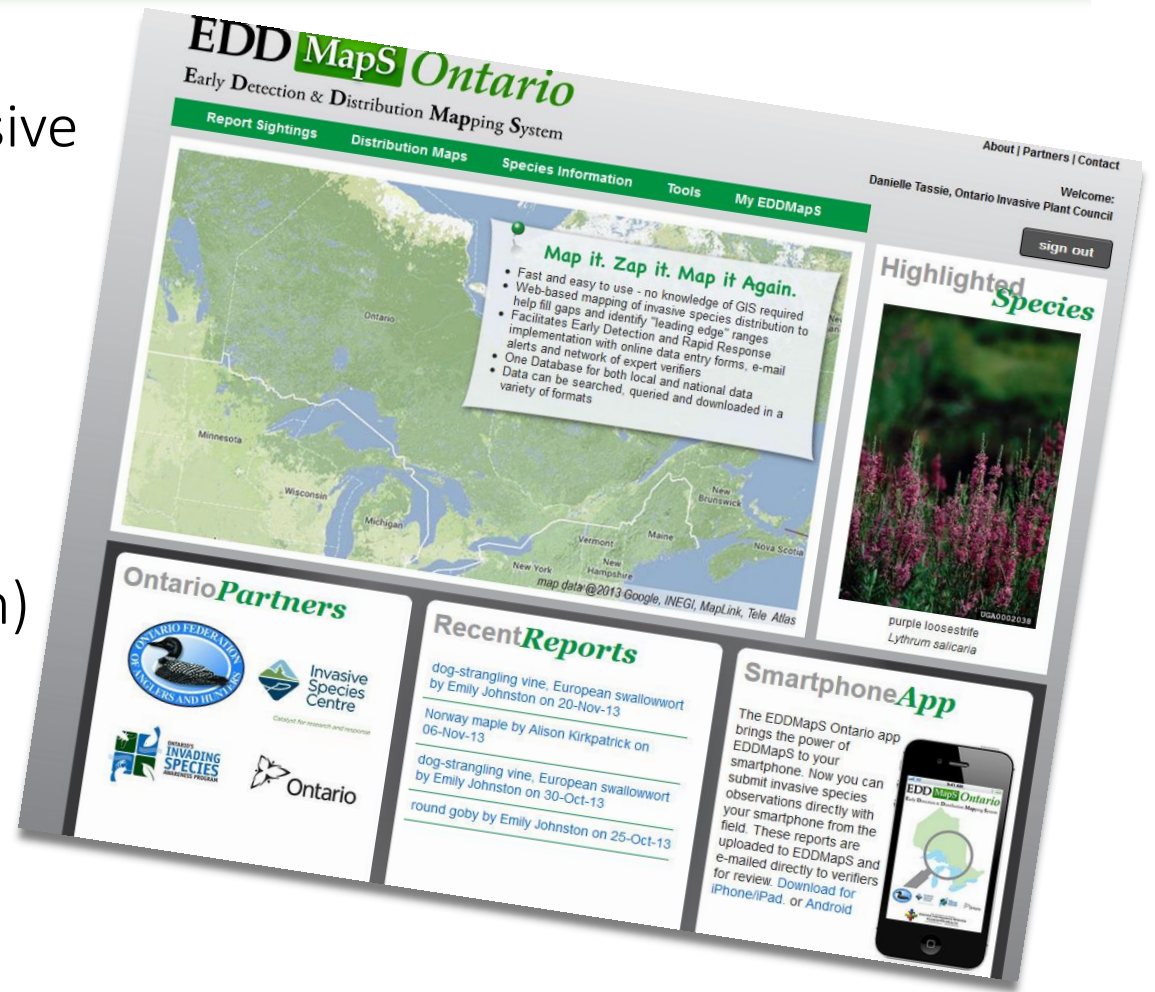 sive
n)
EDD MapS Ontario
Early Detection & Distribution Mapping System
About | Partners | Contact
Welcome:
Danielle Tassie, Ontario Invasive Plant Council
sign out
Report Sightings Distribution Maps Species Information Tools My EDDMapS
Map it. Zap it. Map it Again.
• Fast and easy to use - no knowledge of GIS required
• Web-based mapping of invasive species distribution to
help fill gaps and identify "leading edge" ranges
• Facilitates Early Detection and Rapid Response
implementation with online data entry forms, e-mail
alerts and network of expert verifiers
• One Database for both local and national data
• Data can be searched, queried and downloaded in a
variety of formats
Ontario
Minnesota
Wisconsin
Michigan
New York
Vermont
New
Hampshire
Maine
New
Brunswick
Nova Scotia
map data @2013 Google, INEGI, MapLink, Tele Atlas
Highlighted
Species
UGA0002038
purple loosestrife
Lythrum salicaria
OntarioPartners
ONTARIO FEDERATION
OF ANGLERS AND HUNTERS
Invasive
Species
Centre
Catalyst for research and response
ONTARIO'S
INVADING
SPECIES
AWARENESS PROGRAM
Ontario
RecentReports
dog-strangling vine, European swallowwort
by Emily Johnston on 20-Nov-13
Norway maple by Alison Kirkpatrick on
06-Nov-13
dog-strangling vine, European swallowwort
by Emily Johnston on 30-Oct-13
round goby by Emily Johnston on 25-Oct-13
SmartphoneApp
The EDDMapS Ontario app
brings the power of
EDDMapS to your
smartphone. Now you can
submit invasive species
observations directly with
your smartphone from the
field. These reports are
uploaded to EDDMapS and
e-mailed directly to verifiers
for review. Download for
iPhone/iPad. or Android
EDD MapS Ontario
Early Detection & Distribution Mapping System